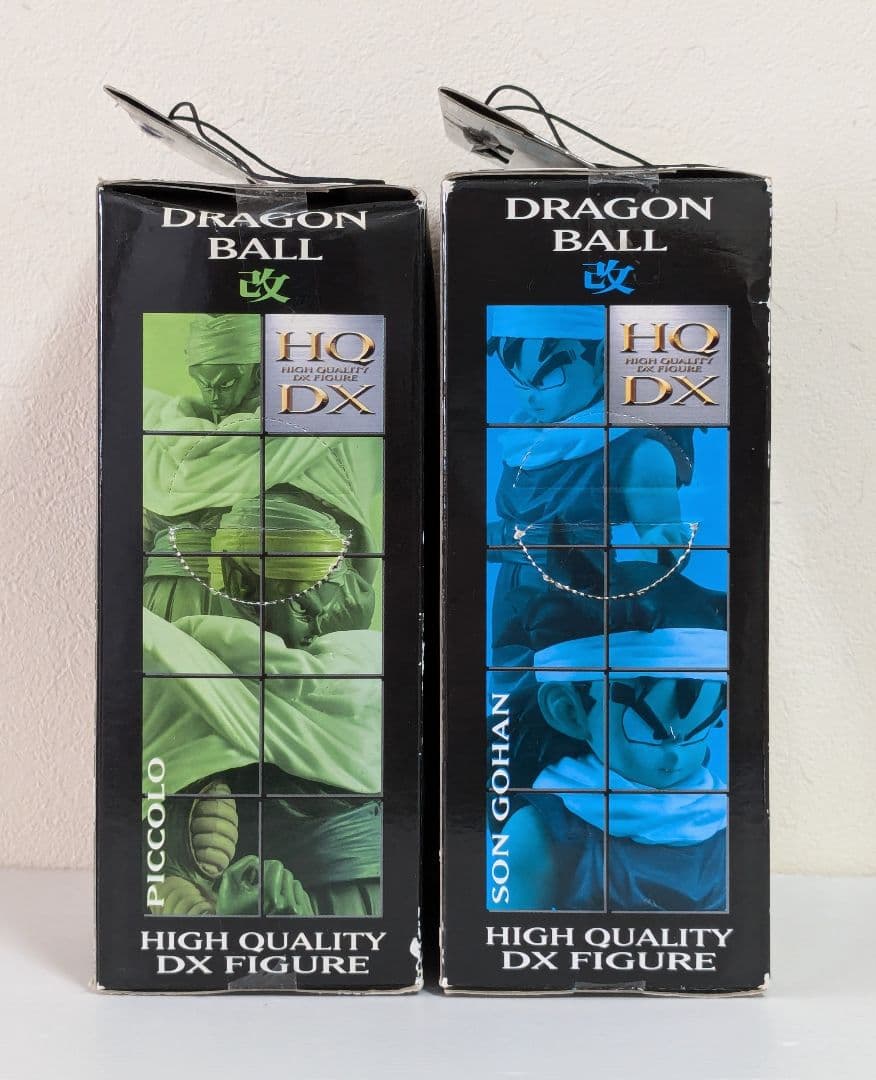 DRAGON
BALL
改
HQ
HIGH QUALITY
DX FIGURE
DX
PICCOLO
HIGH QUALITY
DX FIGURE
DRAGON
BALL
改
HQ
HIGH QUALITY
DX FIGURE
DX
SON GOHAN
HIGH QUALITY
DX FIGURE